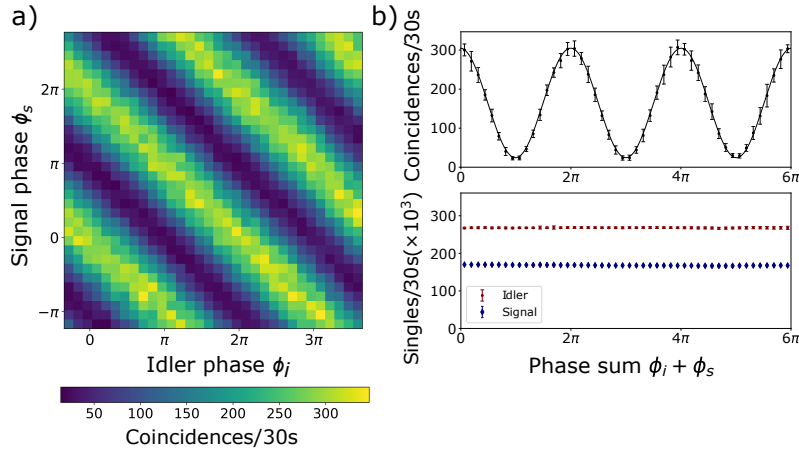 a)
Signal phase ϕs
2π
π
0
−π
0 π 2π 3π
Idler phase ϕi
50 100 150 200 250 300
Coincidences/30s
b)
Coincidences/30s
300
200
100
0
0 2π 4π 6π
Singles/30s(×10³)
300
200
100
0
Idler
Signal
0 2π 4π 6π
Phase sum ϕi + ϕs